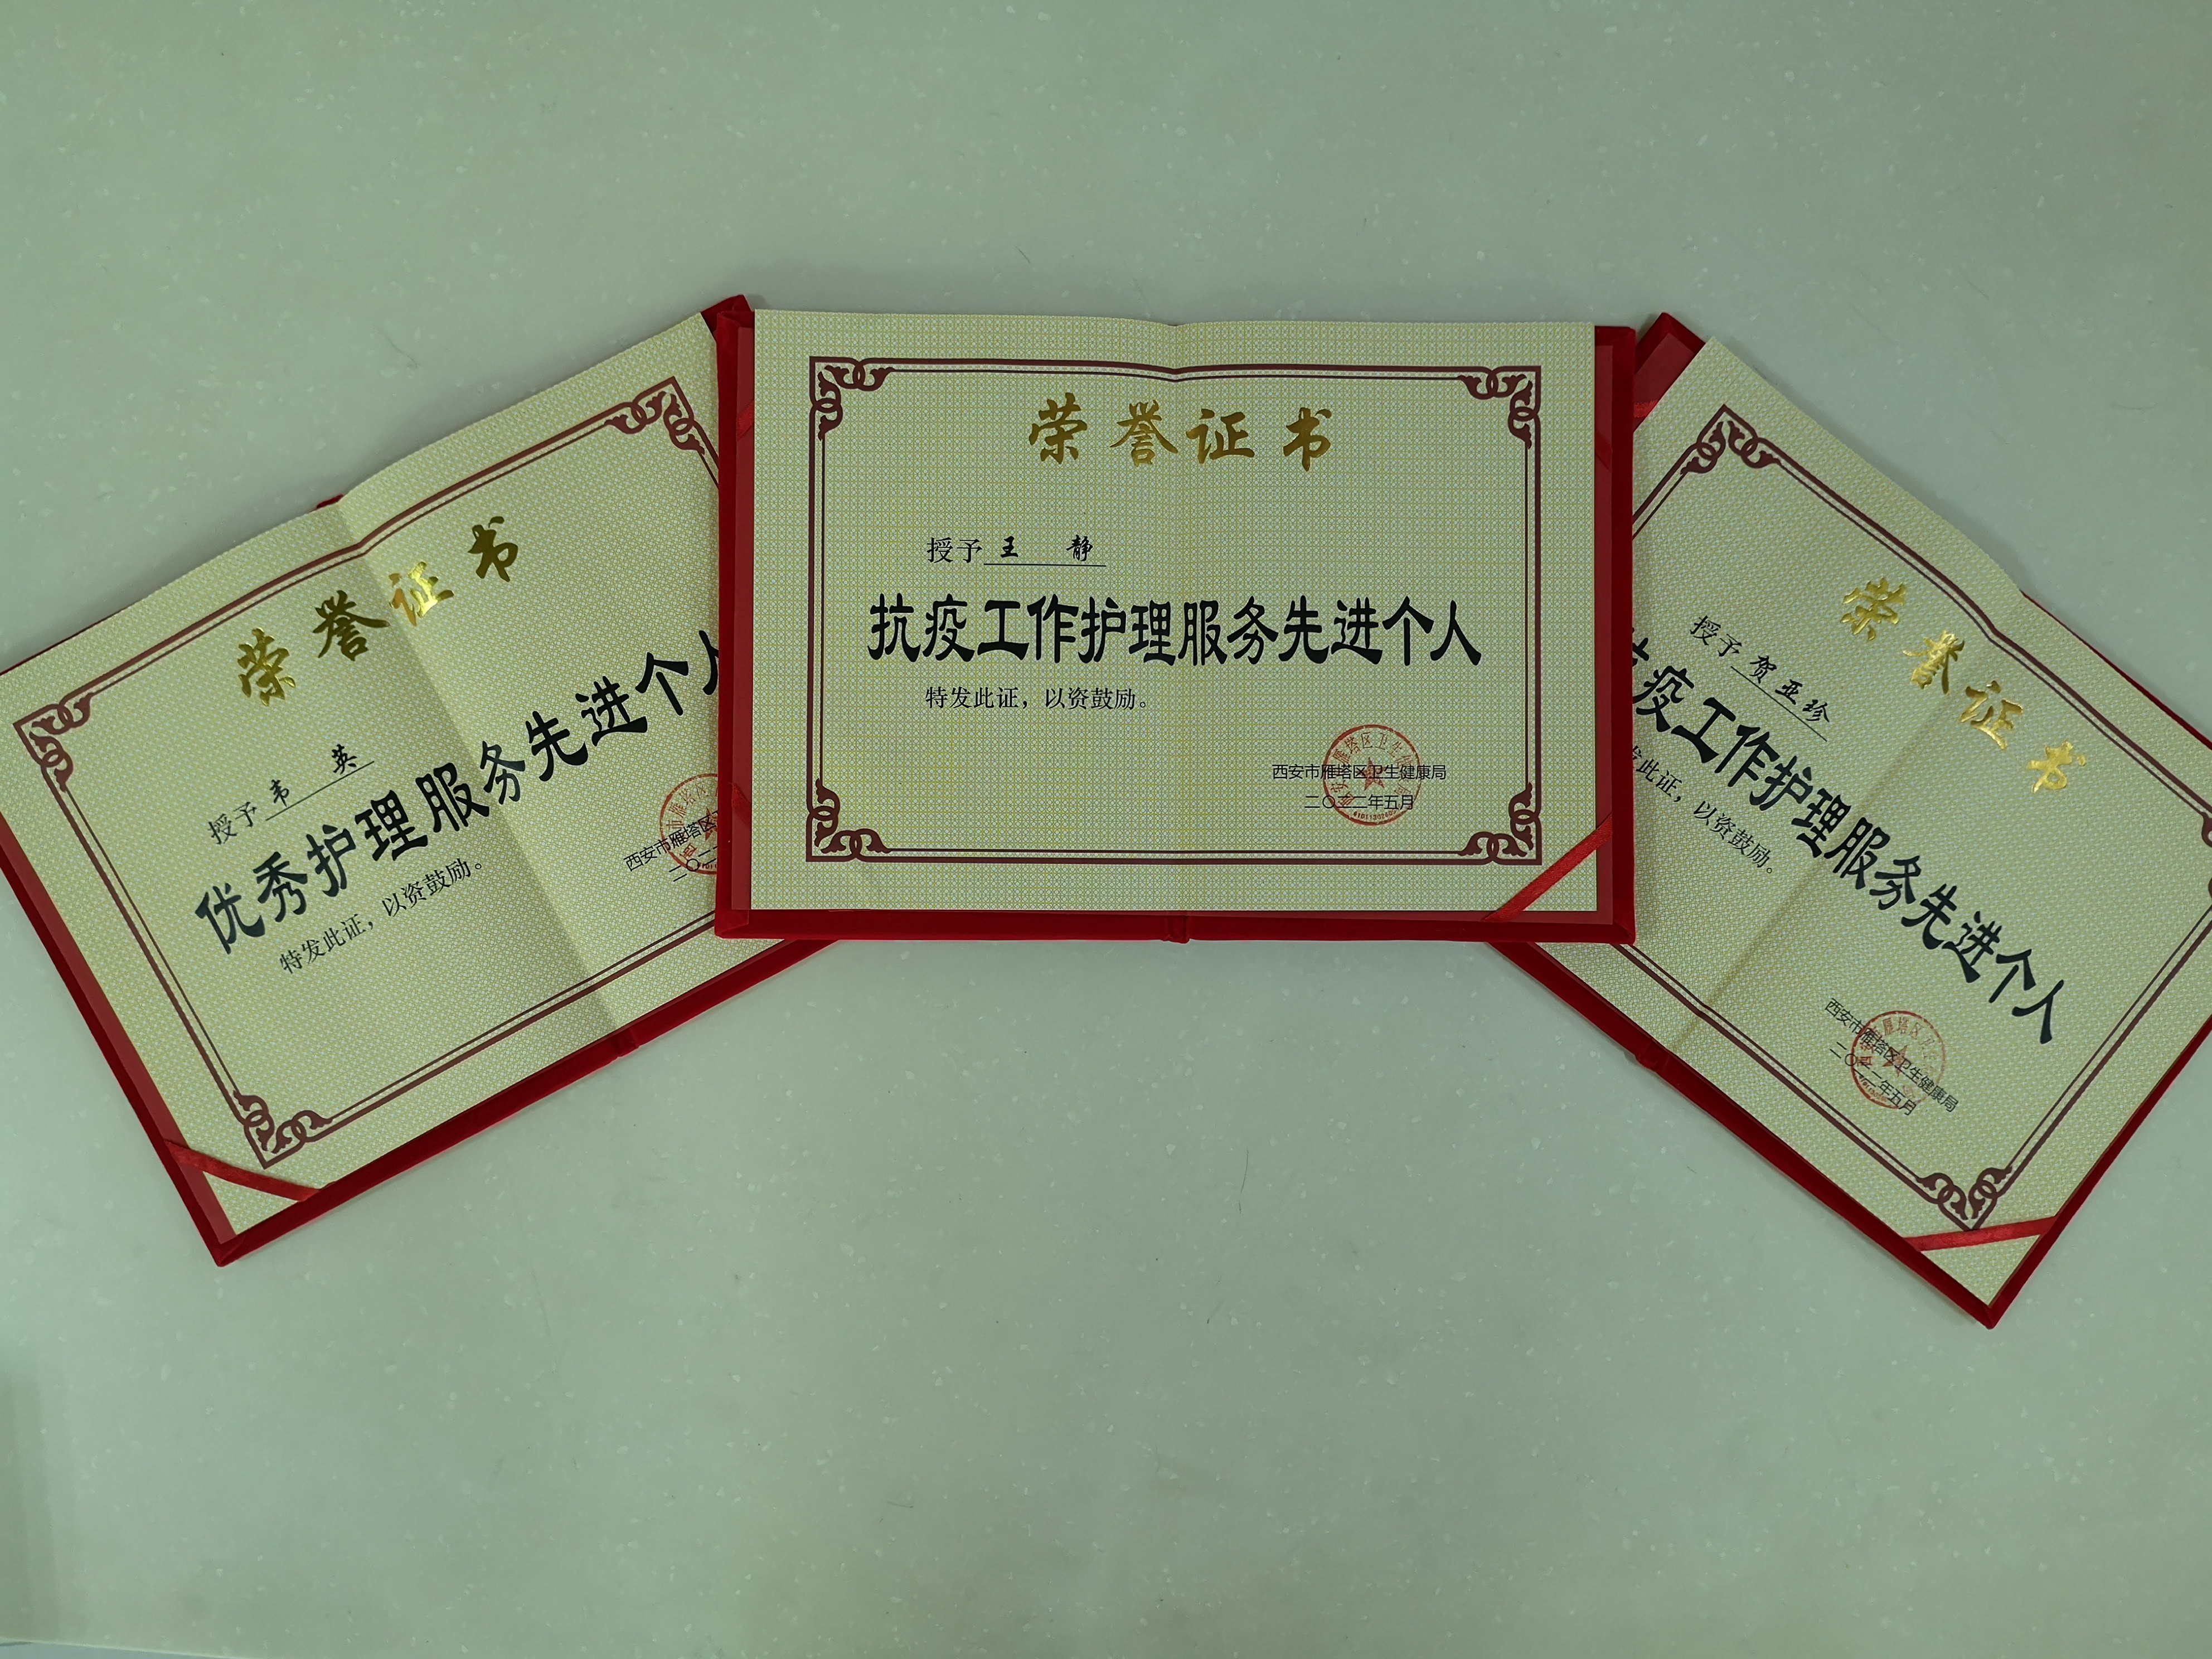 荣誉证书
授予 韦 英
优秀护理服务先进个人
特发此证，以资鼓励。
西安市雁塔区
二〇二
荣誉证书
授予 王 静
抗疫工作护理服务先进个人
特发此证，以资鼓励。
西安市雁塔区卫生健康局
二〇二二年五月
荣誉证书
授予 贺亚珍
抗疫工作护理服务先进个人
发此证，以资鼓励。
西安市雁塔区卫生健康局
二〇二二年五月